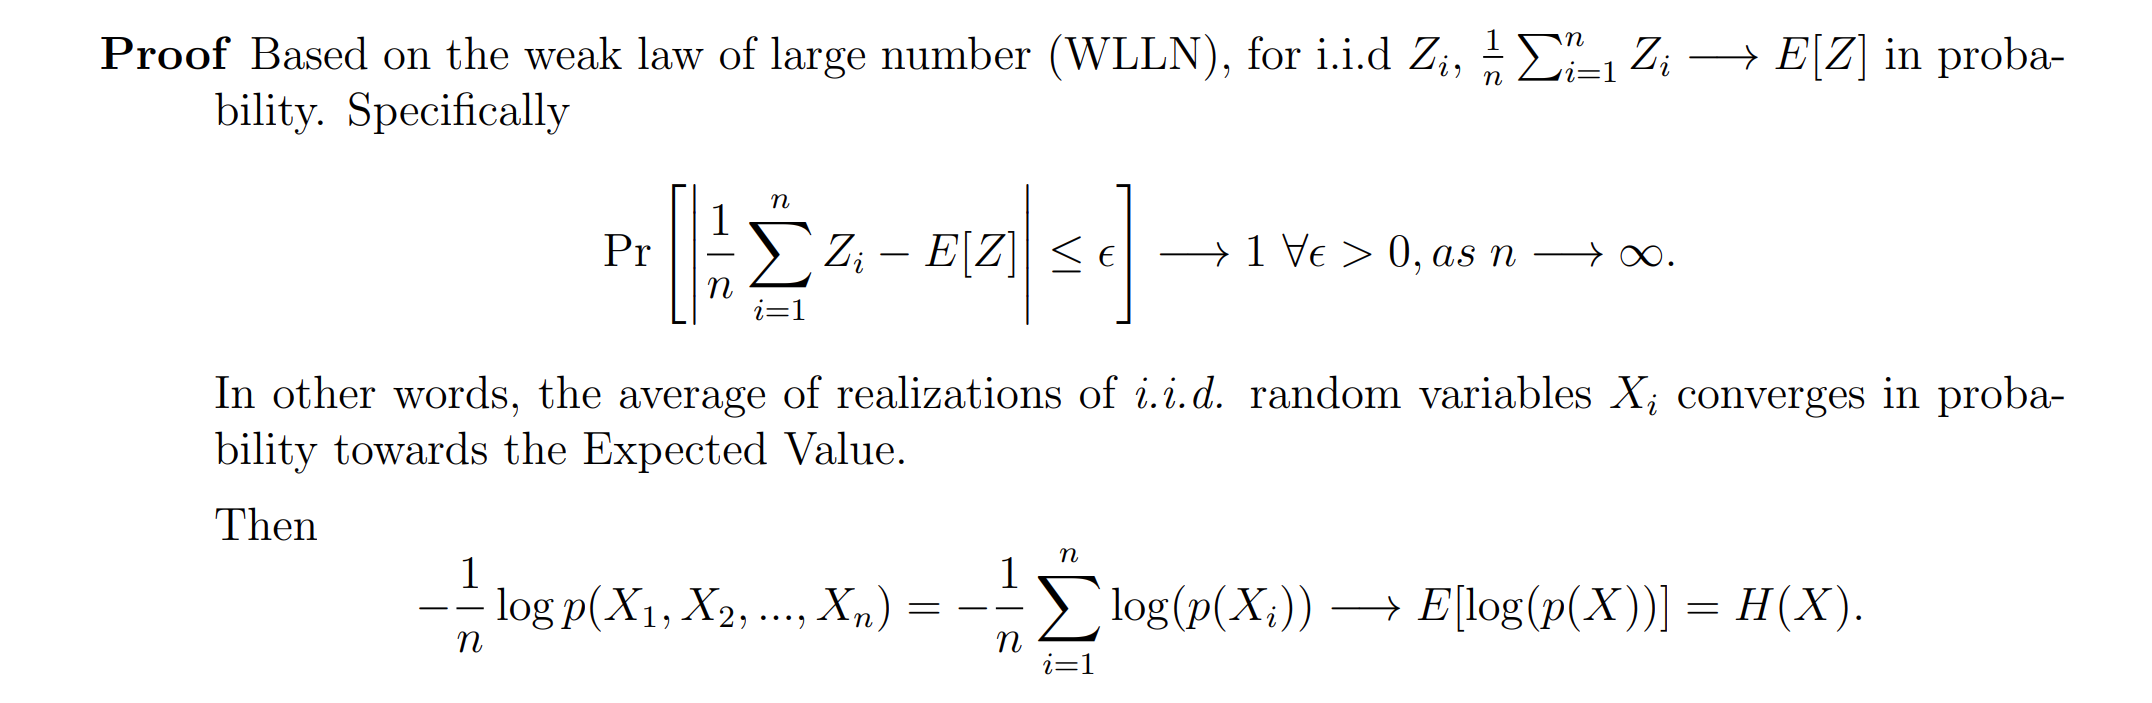 Proof Based on the weak law of large number (WLLN), for i.i.d $Z_i$, $\frac{1}{n}\sum_{i=1}^{n} Z_i \longrightarrow E[Z]$ in proba-
bility. Specifically
$\Pr\left[\left|\frac{1}{n}\sum_{i=1}^{n} Z_i - E[Z]\right| \leq \epsilon\right] \longrightarrow 1 \ \forall \epsilon > 0, as\ n \longrightarrow \infty.$
In other words, the average of realizations of i.i.d. random variables $X_i$ converges in proba-
bility towards the Expected Value.
Then
$-\frac{1}{n}\log p(X_1, X_2, ..., X_n) = -\frac{1}{n}\sum_{i=1}^{n} \log(p(X_i)) \longrightarrow E[\log(p(X))] = H(X).$